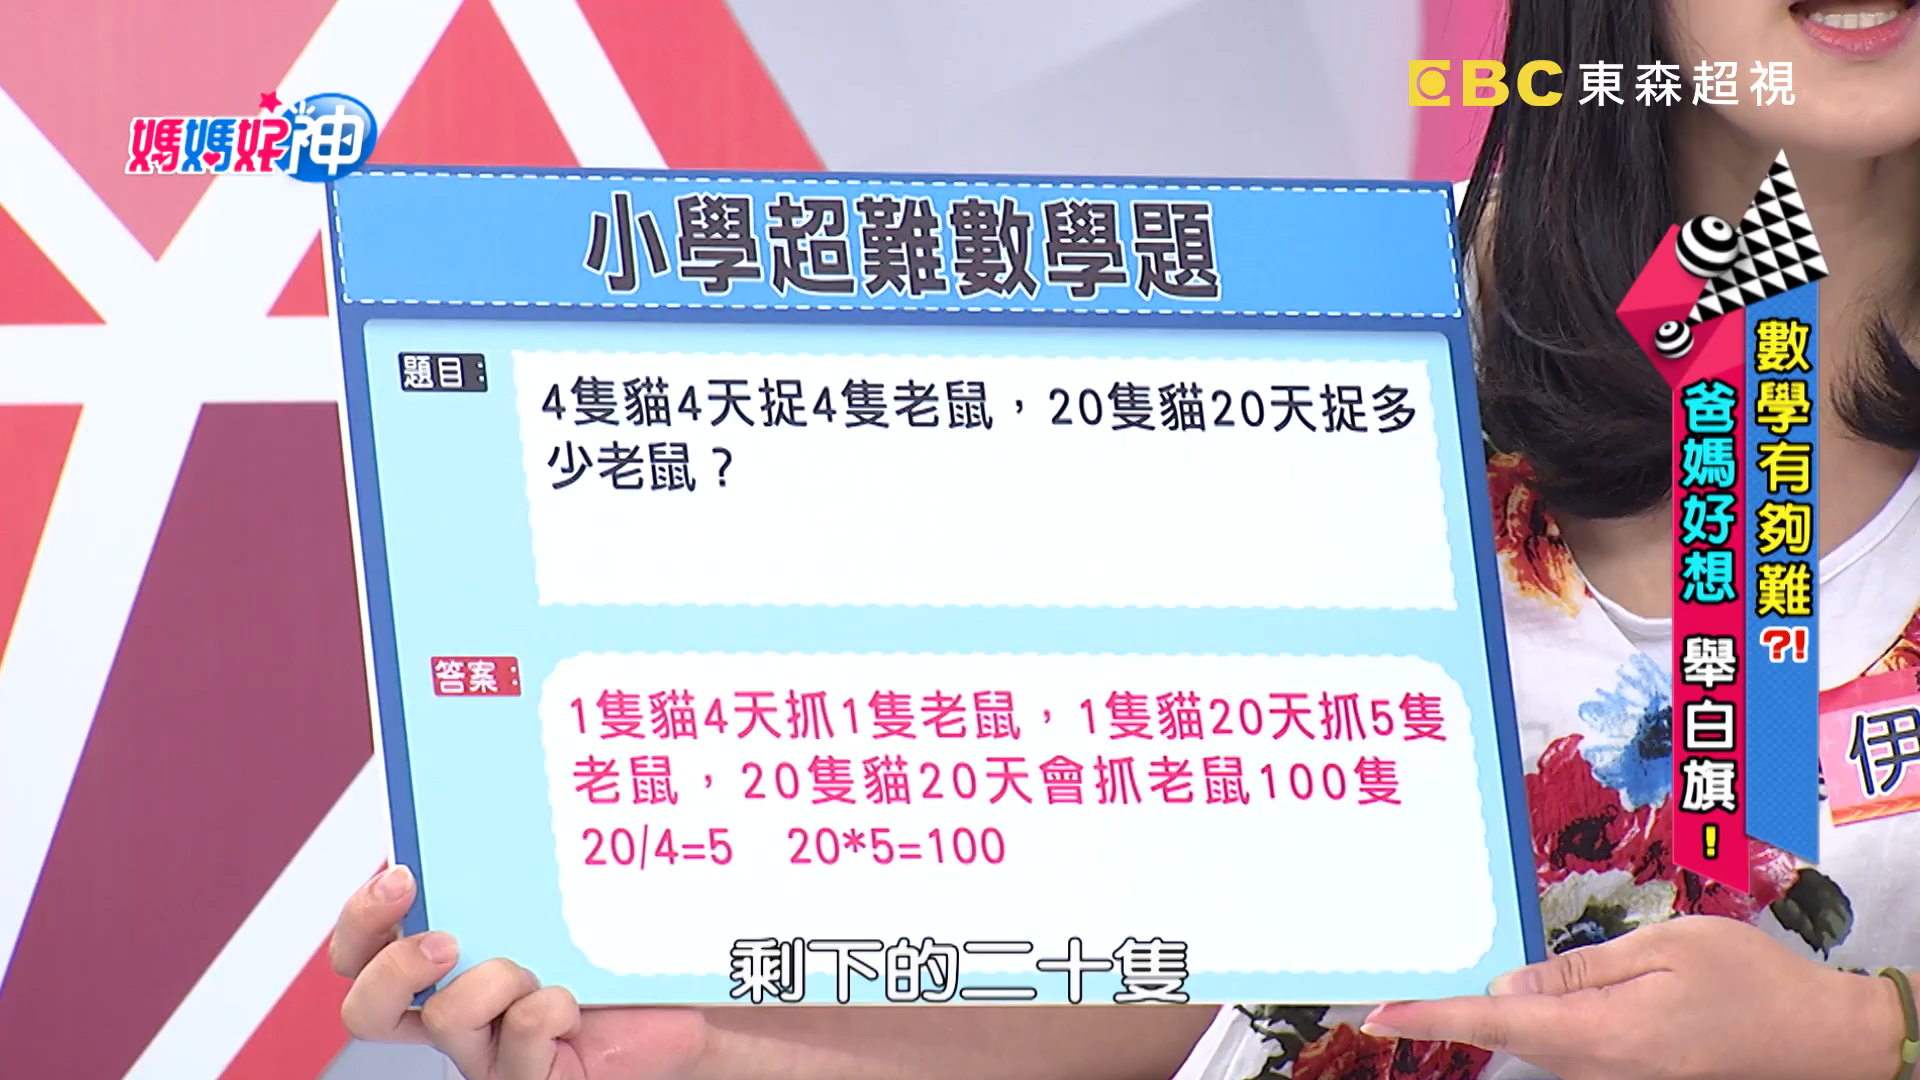 媽媽好神
EBC 東森超視
小學超難數學題
題目：
4隻貓4天捉4隻老鼠，20隻貓20天捉多
少老鼠？
答案：
1隻貓4天抓1隻老鼠，1隻貓20天抓5隻
老鼠，20隻貓20天會抓老鼠100隻
20/4=5 20*5=100
數學有夠難?!
爸媽好想 舉白旗！
伊
剩下的二十隻